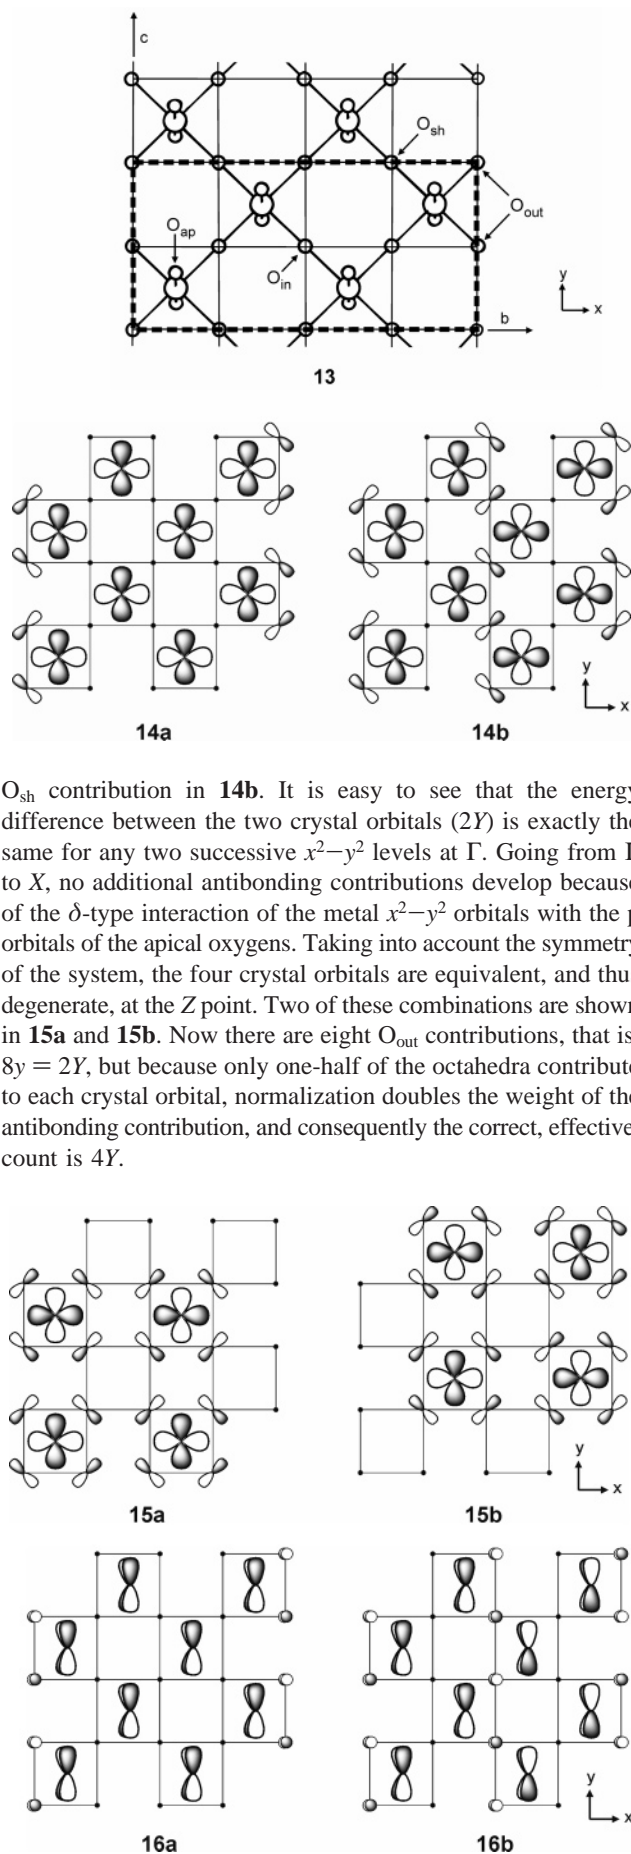 c
O_sh
O_out
O_ap
O_in
y
x
b
13
y
x
14a
14b
O_sh contribution in 14b. It is easy to see that the energy
difference between the two crystal orbitals (2Y) is exactly the
same for any two successive x²−y² levels at Γ. Going from
to X, no additional antibonding contributions develop because
of the δ-type interaction of the metal x²−y² orbitals with the p
orbitals of the apical oxygens. Taking into account the symmetry
of the system, the four crystal orbitals are equivalent, and thu
degenerate, at the Z point. Two of these combinations are shown
in 15a and 15b. Now there are eight O_out contributions, that is
8y = 2Y, but because only one-half of the octahedra contribute
to each crystal orbital, normalization doubles the weight of the
antibonding contribution, and consequently the correct, effective
count is 4Y.
y
x
15a
15b
y
x
16a
16b